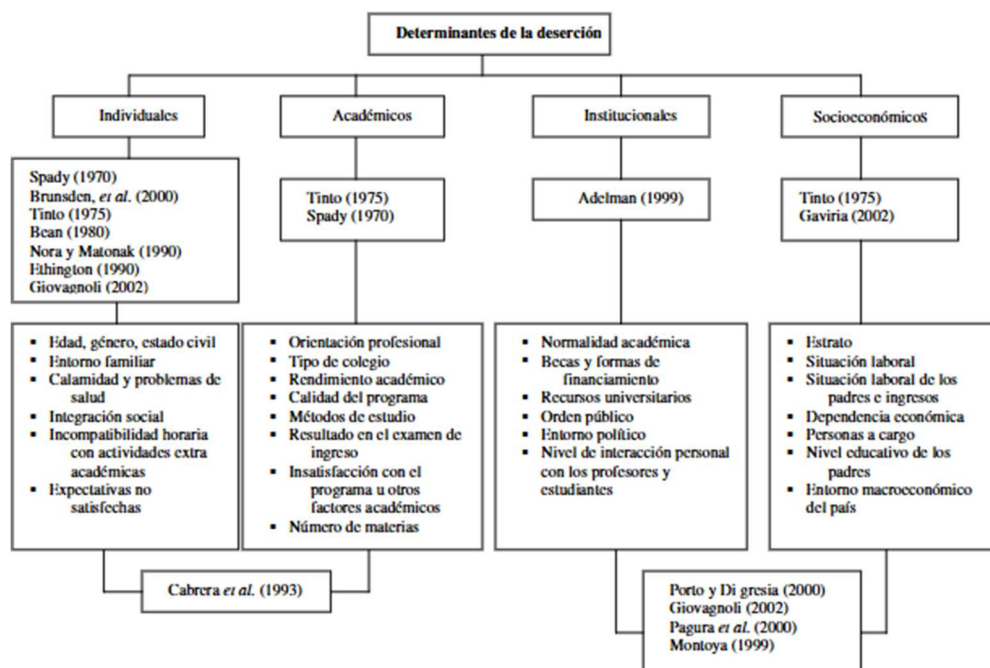 Determinantes de la deserción
Individuales
Académicos
Institucionales
Socioeconómicos
Spady (1970)
Brunsden, et al. (2000)
Tinto (1975)
Bean (1980)
Nora y Matonak (1990)
Ethington (1990)
Giovagnoli (2002)
Tinto (1975)
Spady (1970)
Adelman (1999)
Tinto (1975)
Gaviria (2002)
▪ Edad, género, estado civil
▪ Entorno familiar
▪ Calamidad y problemas de
salud
▪ Integración social
▪ Incompatibilidad horaria
con actividades extra
académicas
▪ Expectativas no
satisfechas
▪ Orientación profesional
▪ Tipo de colegio
▪ Rendimiento académico
▪ Calidad del programa
▪ Métodos de estudio
▪ Resultado en el examen de
ingreso
▪ Insatisfacción con el
programa u otros
factores académicos
▪ Número de materias
▪ Normalidad académica
▪ Becas y formas de
financiamiento
▪ Recursos universitarios
▪ Orden público
▪ Entorno político
▪ Nivel de interacción personal
con los profesores y
estudiantes
▪ Estrato
▪ Situación laboral
▪ Situación laboral de los
padres e ingresos
▪ Dependencia económica
▪ Personas a cargo
▪ Nivel educativo de los
padres
▪ Entorno macroeconómico
del país
Cabrera et al. (1993)
Porto y Di gresia (2000)
Giovagnoli (2002)
Pagura et al. (2000)
Montoya (1999)